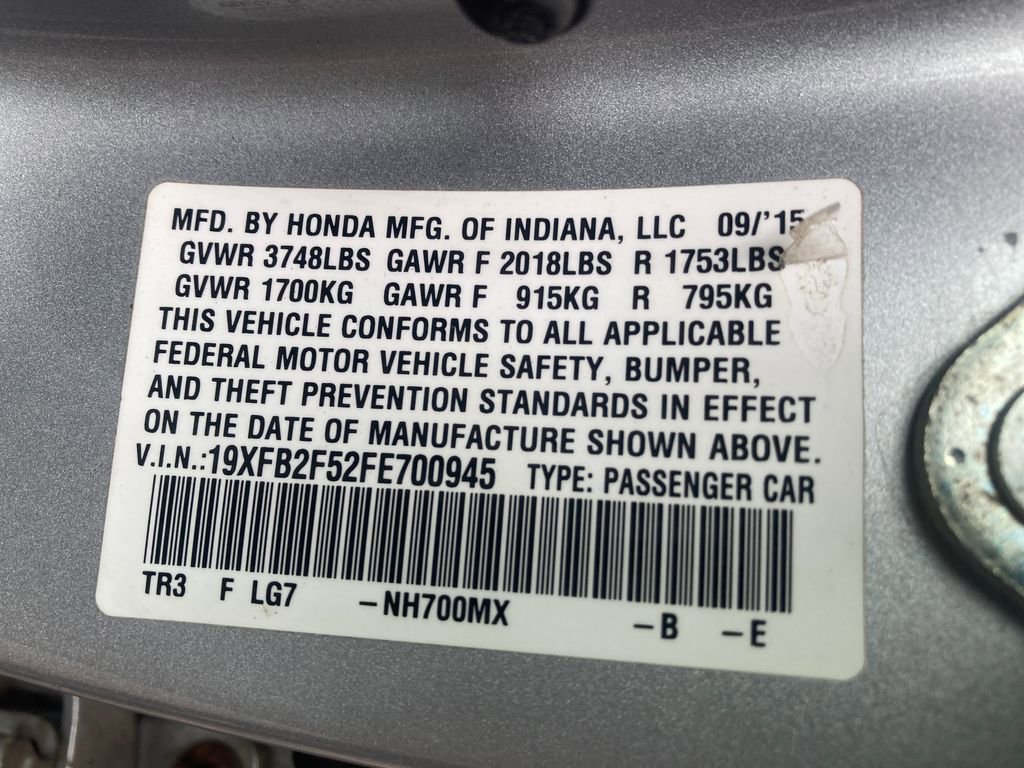 MFD. BY HONDA MFG. OF INDIANA, LLC 09/'15
GVWR 3748LBS GAWR F 2018LBS R 1753LBS
GVWR 1700KG GAWR F 915KG R 795KG
THIS VEHICLE CONFORMS TO ALL APPLICABLE
FEDERAL MOTOR VEHICLE SAFETY, BUMPER,
AND THEFT PREVENTION STANDARDS IN EFFECT
ON THE DATE OF MANUFACTURE SHOWN ABOVE.
V.I.N.:19XFB2F52FE700945 TYPE: PASSENGER CAR
TR3 F LG7 –NH700MX –B –E